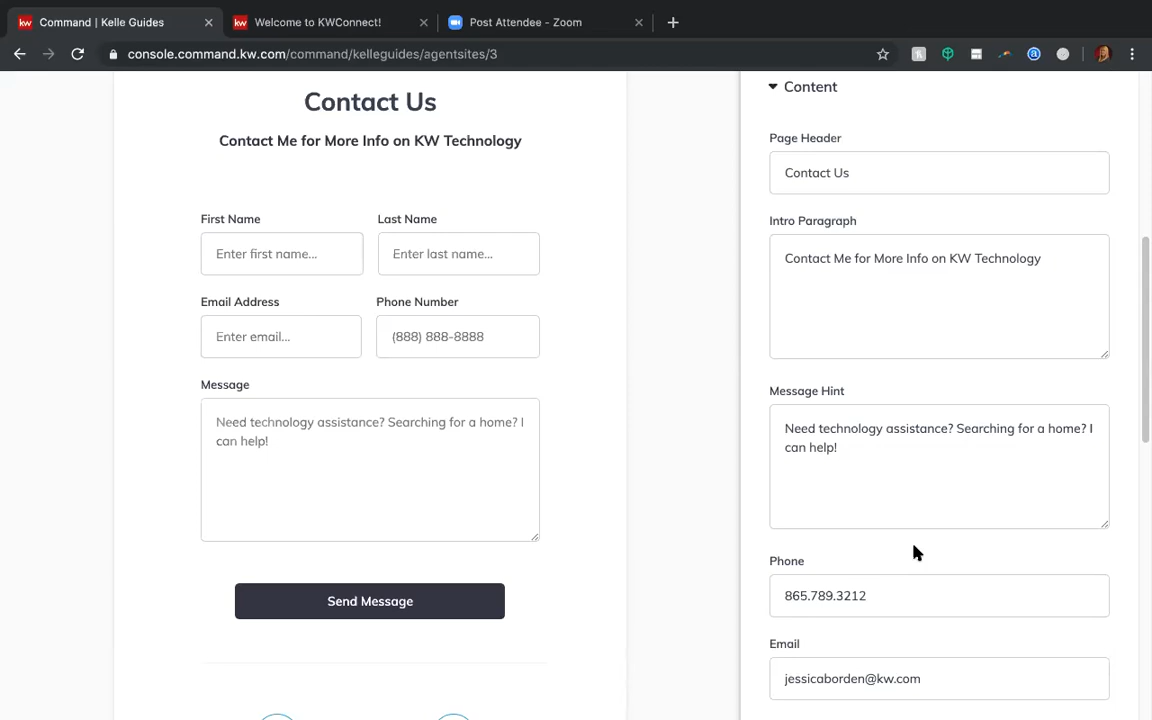 Command | Kelle Guides
Welcome to KWConnect!
Post Attendee - Zoom
console.command.kw.com/command/kelleguides/agentsites/3
Contact Us
Contact Me for More Info on KW Technology
First Name
Last Name
Enter first name...
Enter last name...
Email Address
Phone Number
Enter email...
(888) 888-8888
Message
Need technology assistance? Searching for a home? I
can help!
Send Message
Content
Page Header
Contact Us
Intro Paragraph
Contact Me for More Info on KW Technology
Message Hint
Need technology assistance? Searching for a home? I
can help!
Phone
865.789.3212
Email
jessicaborden@kw.com